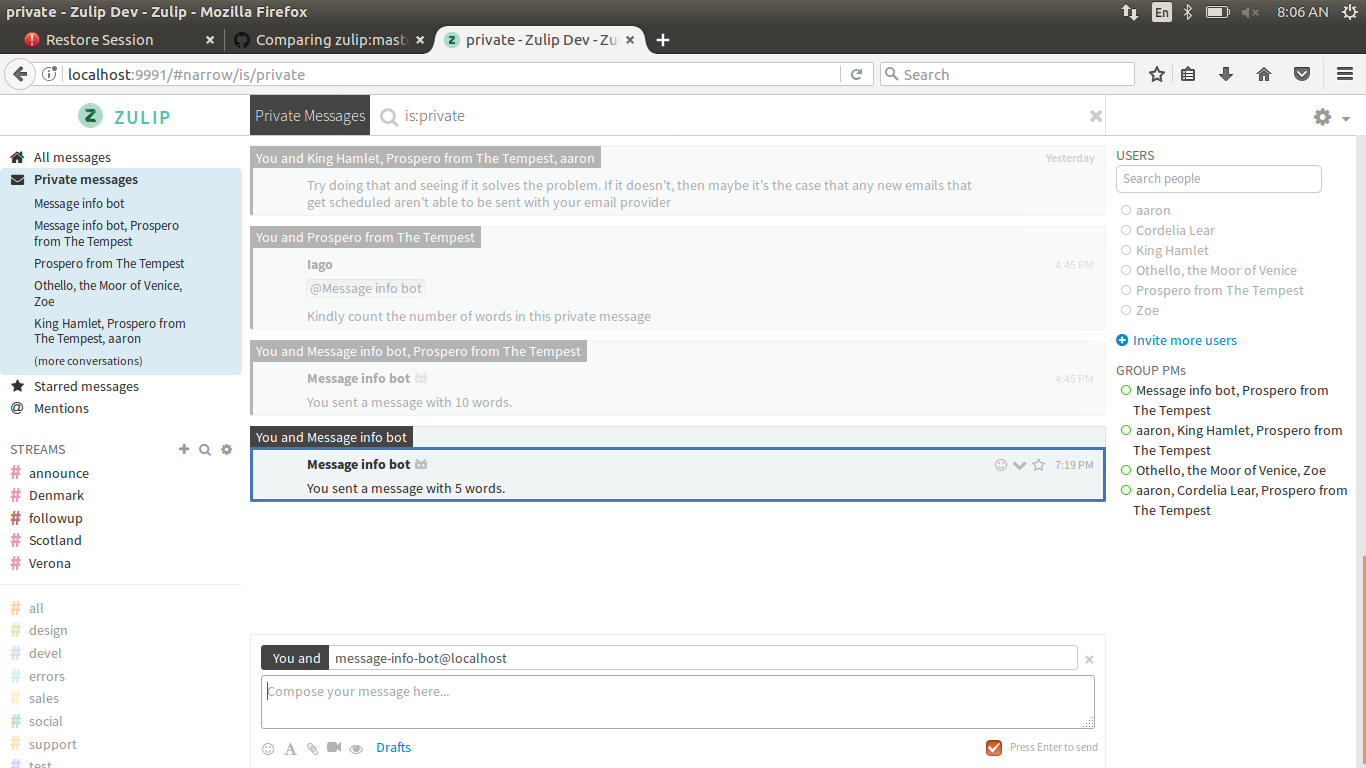 private - Zulip Dev - Zulip - Mozilla Firefox
En
8:06 AM
Restore Session
Comparing zulip:mast
private - Zulip Dev - Zu
localhost:9991/#narrow/is/private
Search
ZULIP
Private Messages
is:private
All messages
Private messages
Message info bot
Message info bot, Prospero
from The Tempest
Prospero from The Tempest
Othello, the Moor of Venice,
Zoe
King Hamlet, Prospero from
The Tempest, aaron
(more conversations)
Starred messages
Mentions
STREAMS
# announce
# Denmark
# followup
# Scotland
# Verona
# all
# design
# devel
# errors
# sales
# social
# support
# test
You and King Hamlet, Prospero from The Tempest, aaron
Yesterday
Try doing that and seeing if it solves the problem. If it doesn't, then maybe it's the case that any new emails that
get scheduled aren't able to be sent with your email provider
You and Prospero from The Tempest
Iago
4:45 PM
@Message info bot
Kindly count the number of words in this private message
You and Message info bot, Prospero from The Tempest
Message info bot
4:45 PM
You sent a message with 10 words.
You and Message info bot
Message info bot
7:19 PM
You sent a message with 5 words.
You and
message-info-bot@localhost
Compose your message here...
Drafts
Press Enter to send
USERS
Search people
aaron
Cordelia Lear
King Hamlet
Othello, the Moor of Venice
Prospero from The Tempest
Zoe
Invite more users
GROUP PMs
Message info bot, Prospero from
The Tempest
aaron, King Hamlet, Prospero from
The Tempest
Othello, the Moor of Venice, Zoe
aaron, Cordelia Lear, Prospero from
The Tempest